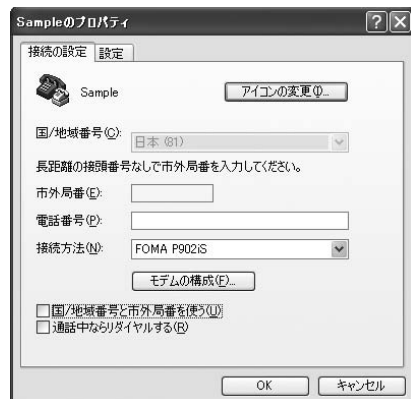 Sampleのプロパティ
接続の設定 設定
Sample
アイコンの変更(I)...
国/地域番号(C):
日本 (81)
長距離の接頭番号なしで市外局番を入力してください。
市外局番(E):
電話番号(P):
接続方法(N):
FOMA P902iS
モデムの構成(F)...
国/地域番号と市外局番を使う(U)
通話中ならリダイヤルする(R)
OK キャンセル